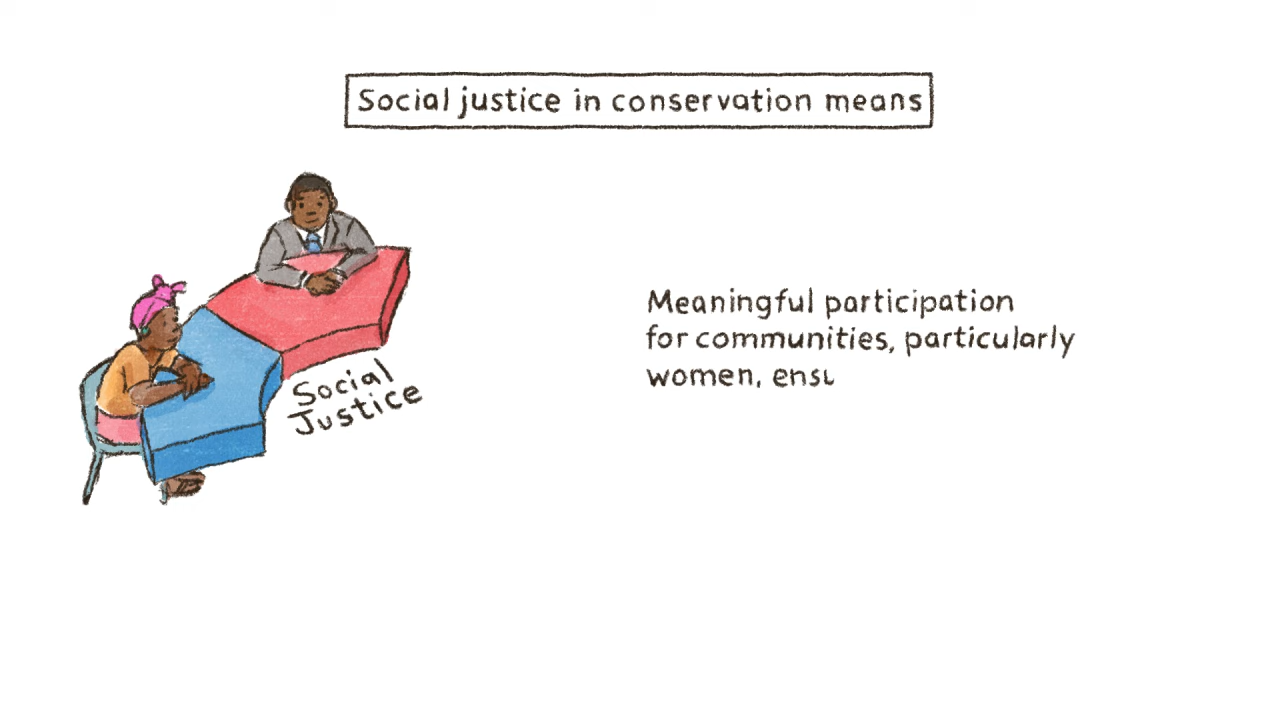 Social justice in conservation means
Social
Justice
Meaningful participation
for communities, particularly
women,